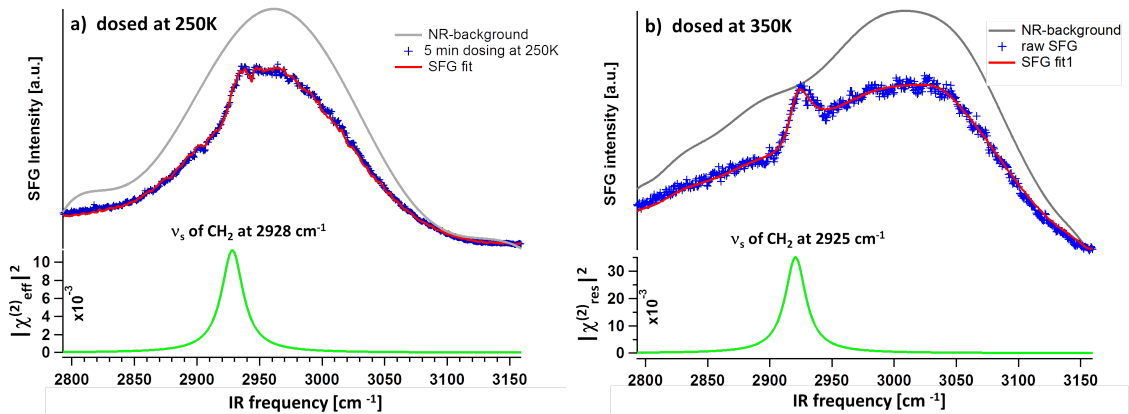 a) dosed at 250K
NR-background
5 min dosing at 250K
SFG fit
SFG intensity [a.u.]
νs of CH2 at 2928 cm-1
|χ(2)eff|2
x10-3
10
8
6
4
2
0
2800 2850 2900 2950 3000 3050 3100 3150
IR frequency [cm-1]
b) dosed at 350K
NR-background
raw SFG
SFG fit1
SFG Intensity [a.u.]
νs of CH2 at 2925 cm-1
|χ(2)res|2
x10-3
30
20
10
0
2800 2850 2900 2950 3000 3050 3100 3150
IR frequency [cm-1]